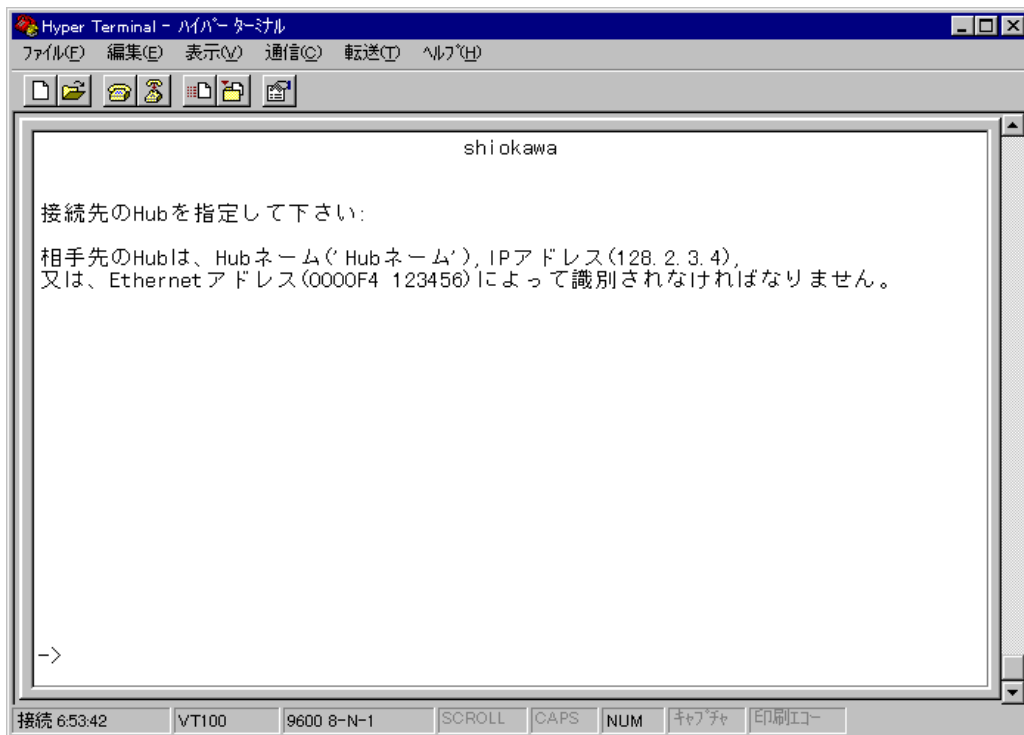 Hyper Terminal - ﾊｲﾊﾟｰ ﾀｰﾐﾅﾙ
ﾌｧｲﾙ(F) 編集(E) 表示(V) 通信(C) 転送(T) ﾍﾙﾌﾟ(H)
shiokawa
接続先のHubを指定して下さい:
相手先のHubは、Hubネーム('Hubネーム'), IPアドレス(128.2.3.4),
又は、Ethernetアドレス(0000F4 123456)によって識別されなければなりません。
->
接続 6:53:42 VT100 9600 8-N-1 SCROLL CAPS NUM ｷｬﾌﾟﾁｬ 印刷ｴｺｰ